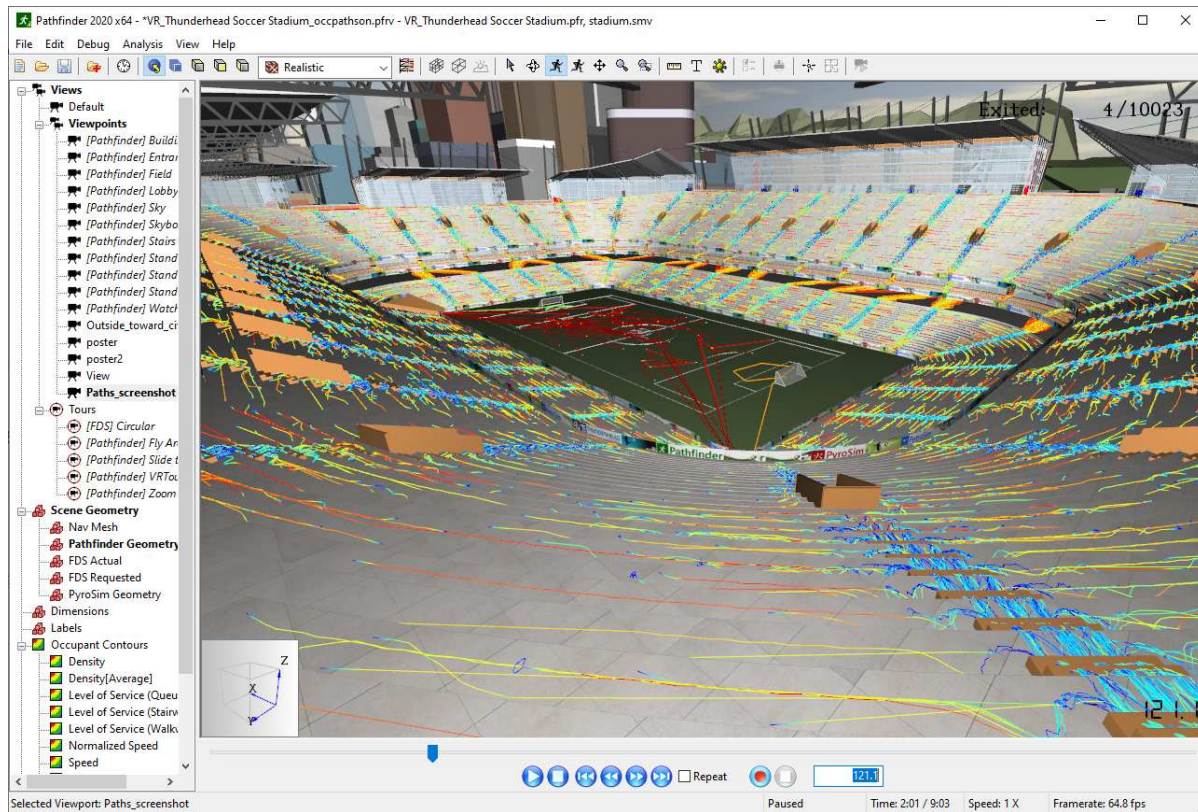 Pathfinder 2020 x64 - *VR_Thunderhead Soccer Stadium_occpathson.pfrv - VR_Thunderhead Soccer Stadium.pfr, stadium.smv
File Edit Debug Analysis View Help
Realistic
Views
Default
Viewpoints
[Pathfinder] Buildi
[Pathfinder] Entrar
[Pathfinder] Field
[Pathfinder] Lobby
[Pathfinder] Sky
[Pathfinder] Skybo
[Pathfinder] Stairs
[Pathfinder] Stand
[Pathfinder] Stand
[Pathfinder] Stand
[Pathfinder] Watch
Outside_toward_ci
poster
poster2
View
Paths_screenshot
Tours
[FDS] Circular
[Pathfinder] Fly Ar
[Pathfinder] Slide t
[Pathfinder] VRTou
[Pathfinder] Zoom
Scene Geometry
Nav Mesh
Pathfinder Geometry
FDS Actual
FDS Requested
PyroSim Geometry
Dimensions
Labels
Occupant Contours
Density
Density[Average]
Level of Service (Queu
Level of Service (Stairw
Level of Service (Walkv
Normalized Speed
Speed
Exited: 4/10023
Pathfinder
PyroSim
Z
X
Y
121.1
Repeat
121.1
Selected Viewport: Paths_screenshot
Paused
Time: 2:01 / 9:03
Speed: 1 X
Framerate: 64.8 fps